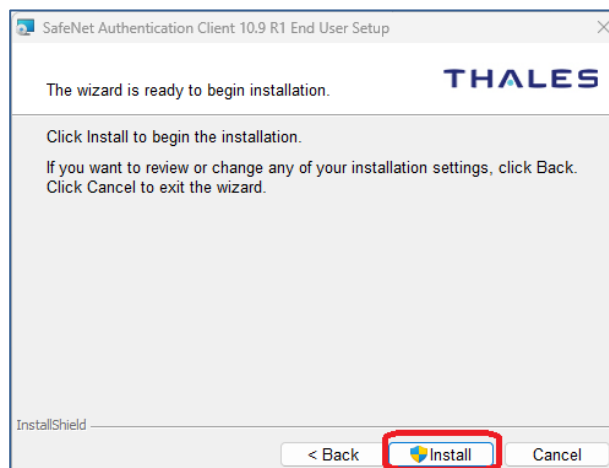 SafeNet Authentication Client 10.9 R1 End User Setup
THALES
The wizard is ready to begin installation.
Click Install to begin the installation.
If you want to review or change any of your installation settings, click Back.
Click Cancel to exit the wizard.
InstallShield
< Back
Install
Cancel